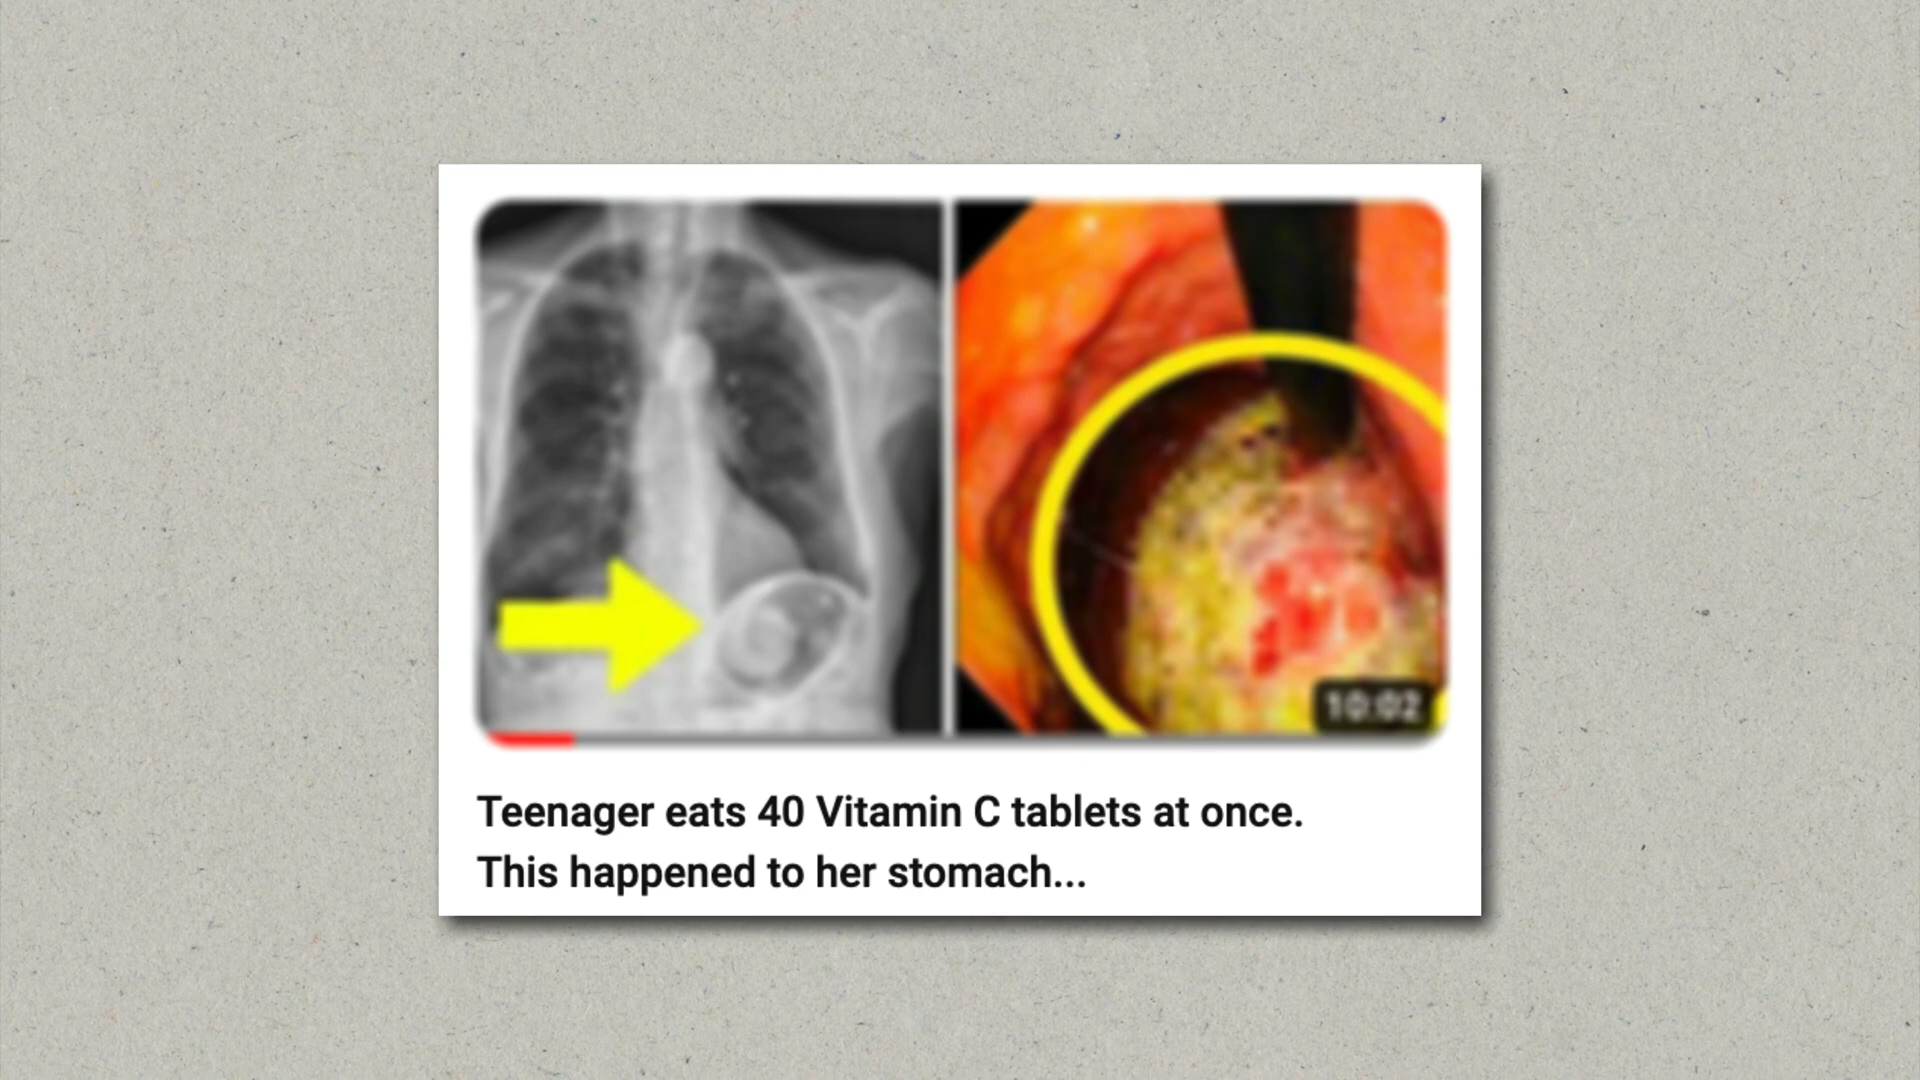 10:02
Teenager eats 40 Vitamin C tablets at once.
This happened to her stomach...